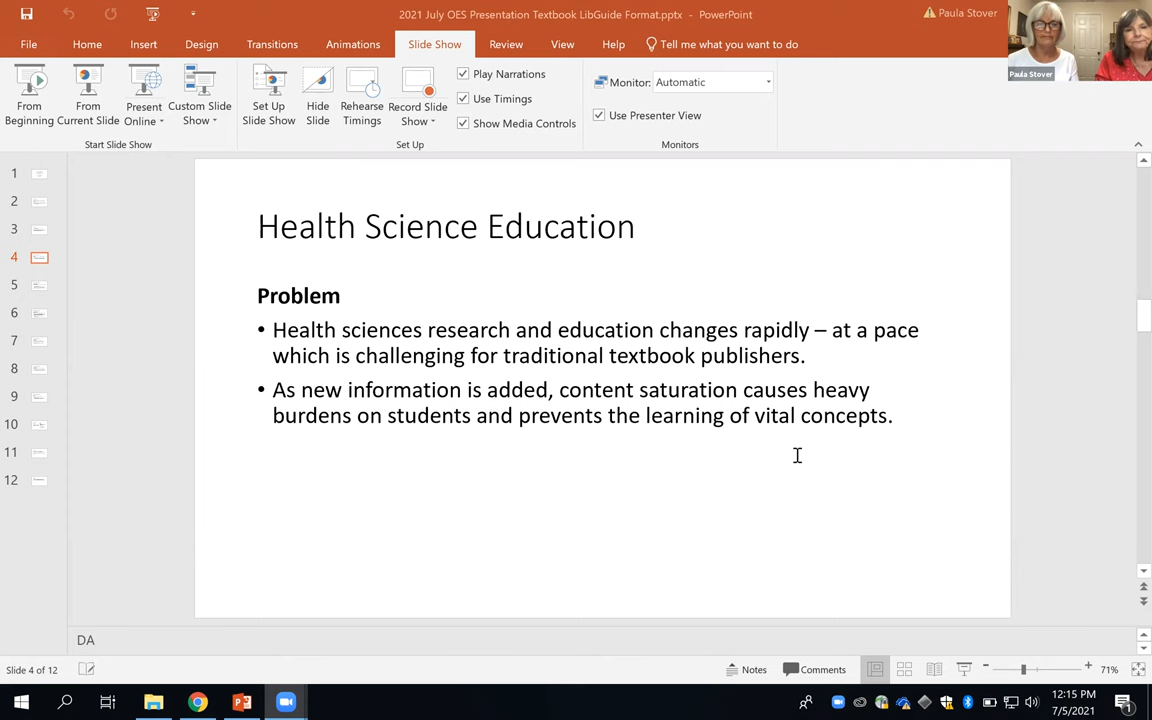 2021 July OES Presentation Textbook LibGuide Format.pptx - PowerPoint
Paula Stover
File Home Insert Design Transitions Animations Slide Show Review View Help Tell me what you want to do
Paula Stover
From Beginning
From Current Slide
Present Online
Custom Slide Show
Set Up Slide Show
Hide Slide
Rehearse Timings
Record Slide Show
Play Narrations
Use Timings
Show Media Controls
Monitor: Automatic
Use Presenter View
Start Slide Show
Set Up
Monitors
1
2
3
4
5
6
7
8
9
10
11
12
Health Science Education
Problem
• Health sciences research and education changes rapidly – at a pace
which is challenging for traditional textbook publishers.
• As new information is added, content saturation causes heavy
burdens on students and prevents the learning of vital concepts.
DA
Slide 4 of 12
Notes
Comments
71%
12:15 PM
7/5/2021
1